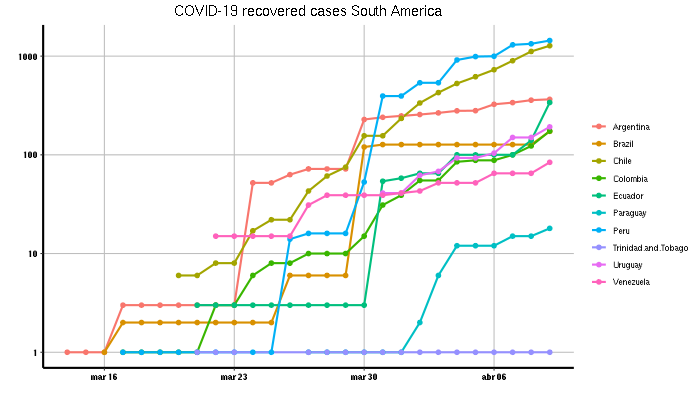 COVID-19 recovered cases South America
1000
100
10
1
mar 16
mar 23
mar 30
abr 06
Argentina
Brazil
Chile
Colombia
Ecuador
Paraguay
Peru
Trinidad.and.Tobago
Uruguay
Venezuela